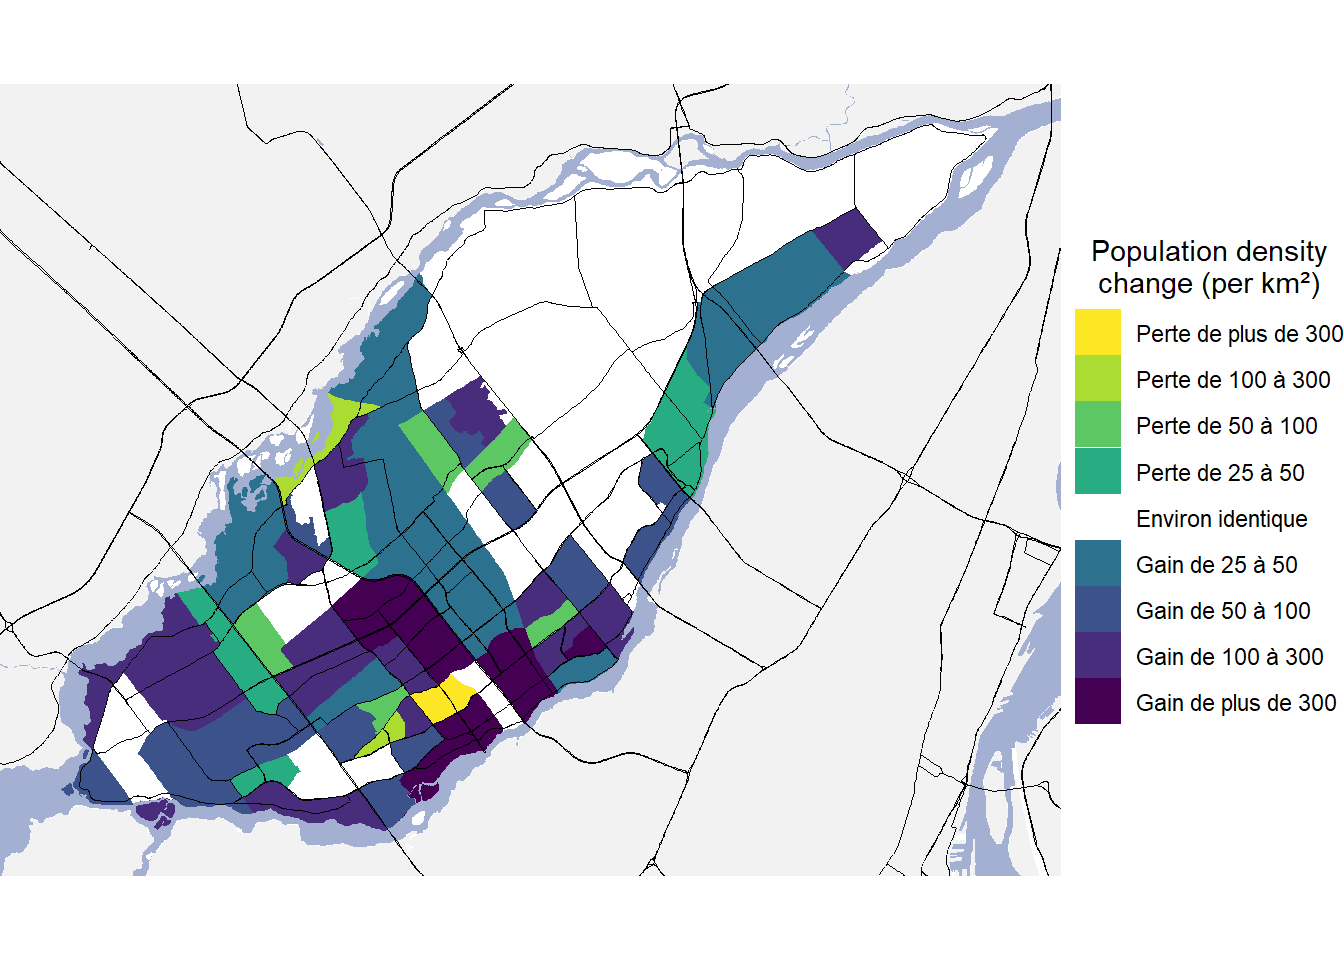 Population density
change (per km²)
Perte de plus de 300
Perte de 100 à 300
Perte de 50 à 100
Perte de 25 à 50
Environ identique
Gain de 25 à 50
Gain de 50 à 100
Gain de 100 à 300
Gain de plus de 300